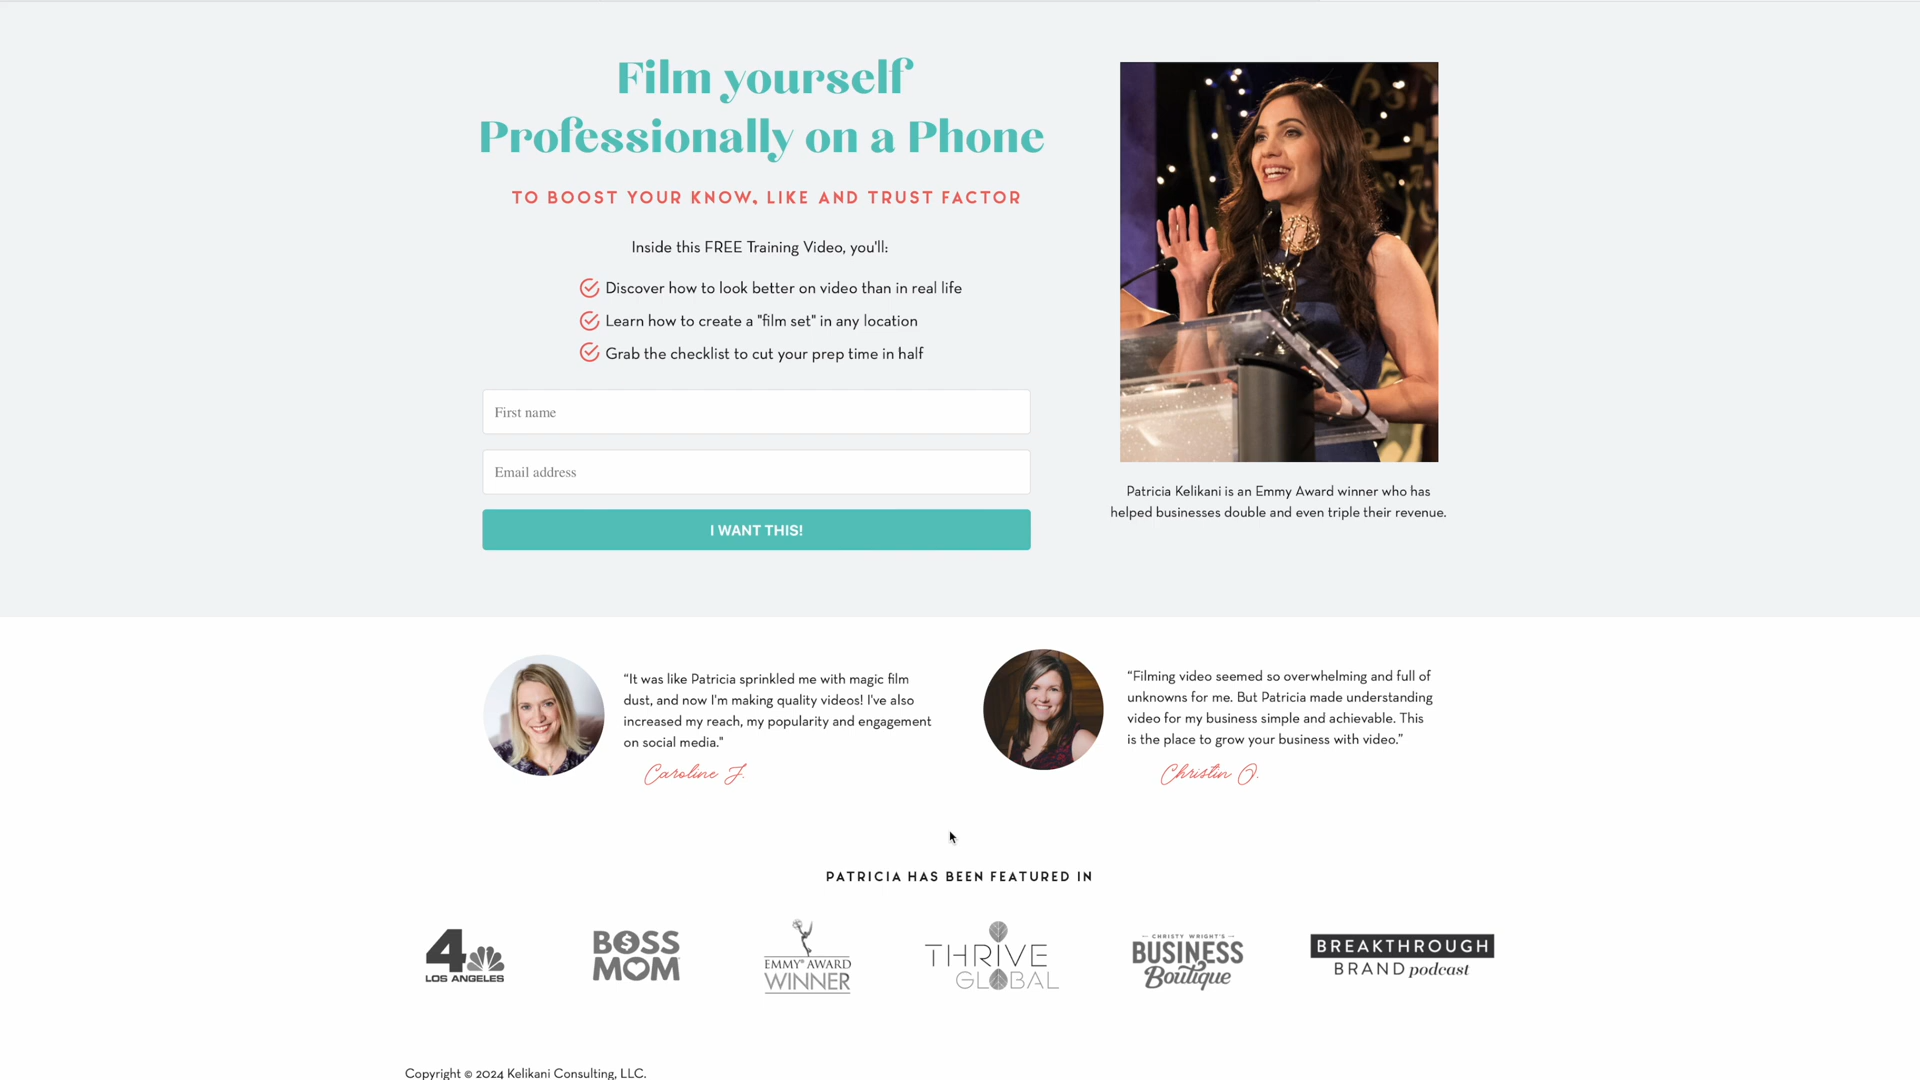 Film yourself
Professionally on a Phone
TO BOOST YOUR KNOW, LIKE AND TRUST FACTOR
Inside this FREE Training Video, you'll:
Discover how to look better on video than in real life
Learn how to create a "film set" in any location
Grab the checklist to cut your prep time in half
First name
Email address
I WANT THIS!
Patricia Kelikani is an Emmy Award winner who has
helped businesses double and even triple their revenue.
“It was like Patricia sprinkled me with magic film
dust, and now I'm making quality videos! I've also
increased my reach, my popularity and engagement
on social media."
Caroline J.
“Filming video seemed so overwhelming and full of
unknowns for me. But Patricia made understanding
video for my business simple and achievable. This
is the place to grow your business with video.”
Christin O.
PATRICIA HAS BEEN FEATURED IN
4
LOS ANGELES
BOSS
MOM
EMMY® AWARD
WINNER
THRIVE
GLOBAL
CHRISTY WRIGHT'S
BUSINESS
Boutique
BREAKTHROUGH
BRAND podcast
Copyright © 2024 Kelikani Consulting, LLC.